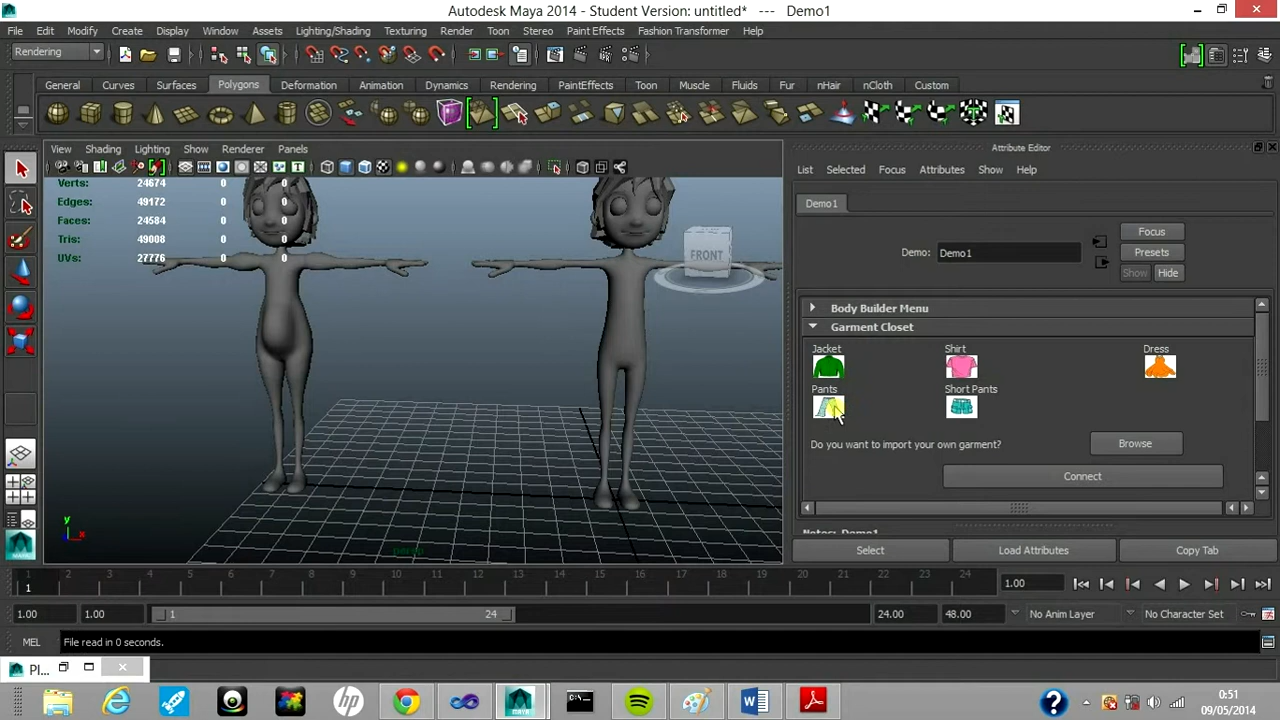 Autodesk Maya 2014 - Student Version: untitled* --- Demo1
File Edit Modify Create Display Window Assets Lighting/Shading Texturing Render Toon Stereo Paint Effects Fashion Transformer Help
Rendering
General Curves Surfaces Polygons Deformation Animation Dynamics Rendering PaintEffects Toon Muscle Fluids Fur nHair nCloth Custom
View Shading Lighting Show Renderer Panels
Attribute Editor
List Selected Focus Attributes Show Help
Verts: 24674 0 0
Edges: 49172 0 0
Faces: 24584 0 0
Tris: 49008 0 0
UVs: 27776 0 0
FRONT
Demo1
Focus
Demo: Demo1
Presets
Show Hide
Body Builder Menu
Garment Closet
Jacket Shirt Dress
Pants Short Pants
Do you want to import your own garment? Browse
Connect
Notes: Demo1
Select Load Attributes Copy Tab
y
x
persp
1 2 3 4 5 6 7 8 9 10 11 12 13 14 15 16 17 18 19 20 21 22 23 24
1
1.00
1.00 1.00 1 24 24.00 48.00 No Anim Layer No Character Set
MEL File read in 0 seconds.
Pl...
MAYA
hp
0:51
09/05/2014